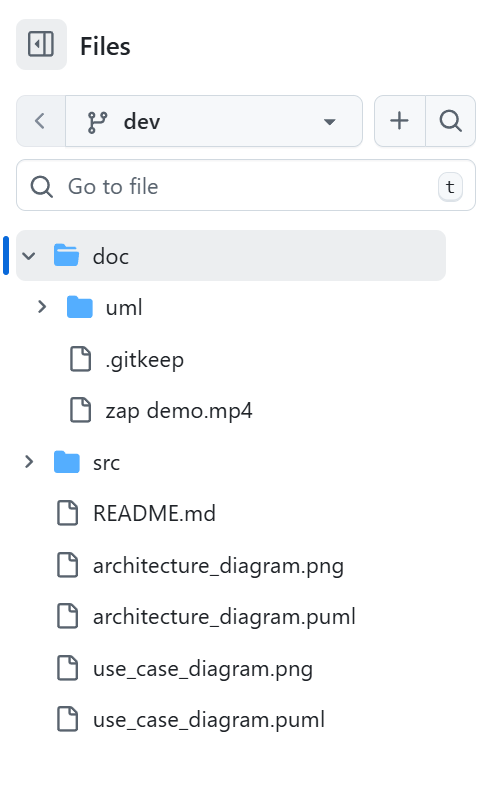 Files
dev
Go to file
t
doc
uml
.gitkeep
zap demo.mp4
src
README.md
architecture_diagram.png
architecture_diagram.puml
use_case_diagram.png
use_case_diagram.puml